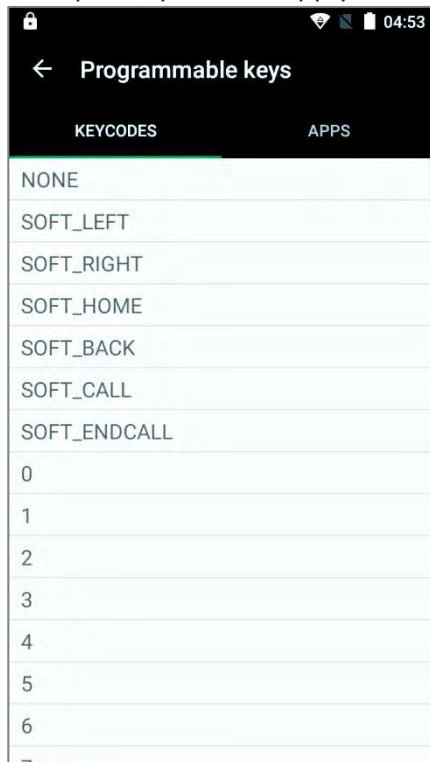 04:53
Programmable keys
KEYCODES APPS
NONE
SOFT_LEFT
SOFT_RIGHT
SOFT_HOME
SOFT_BACK
SOFT_CALL
SOFT_ENDCALL
0
1
2
3
4
5
6